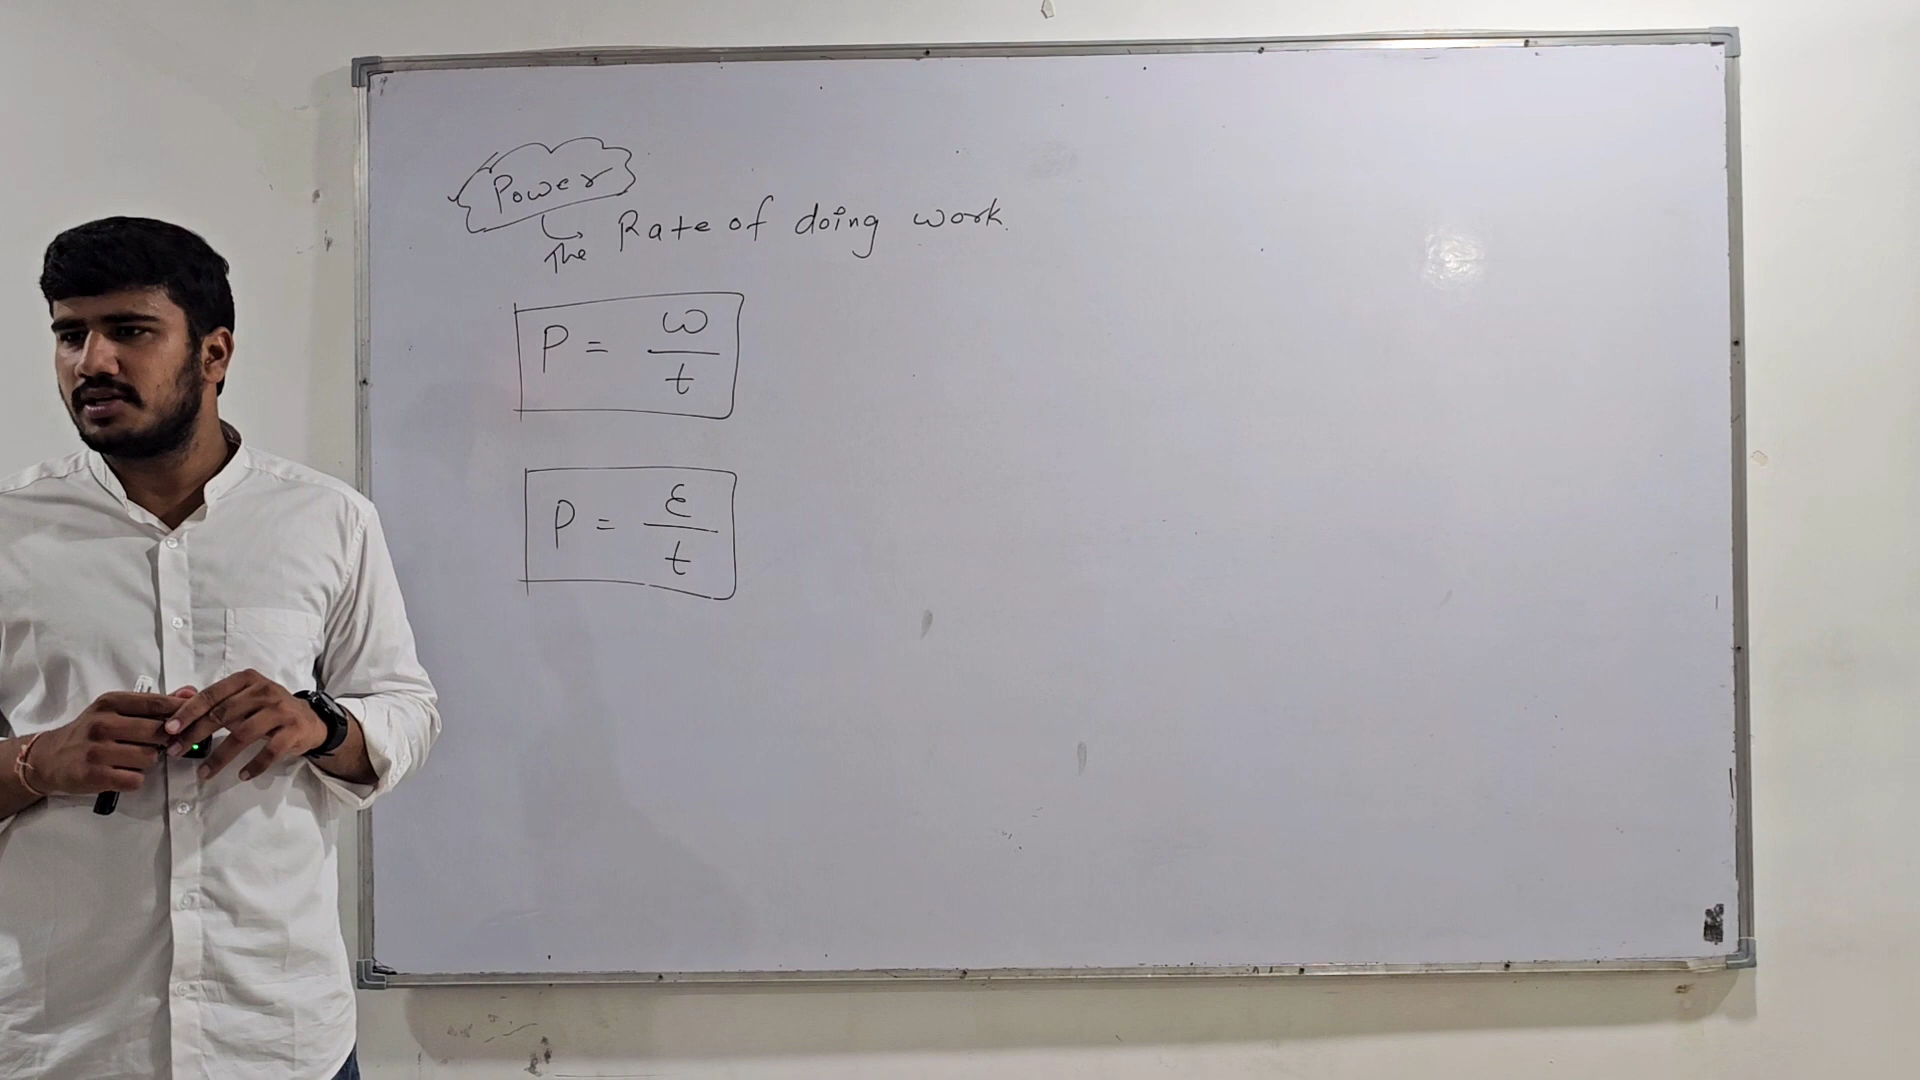 Power
The Rate of doing work.
P = W / t
P = E / t